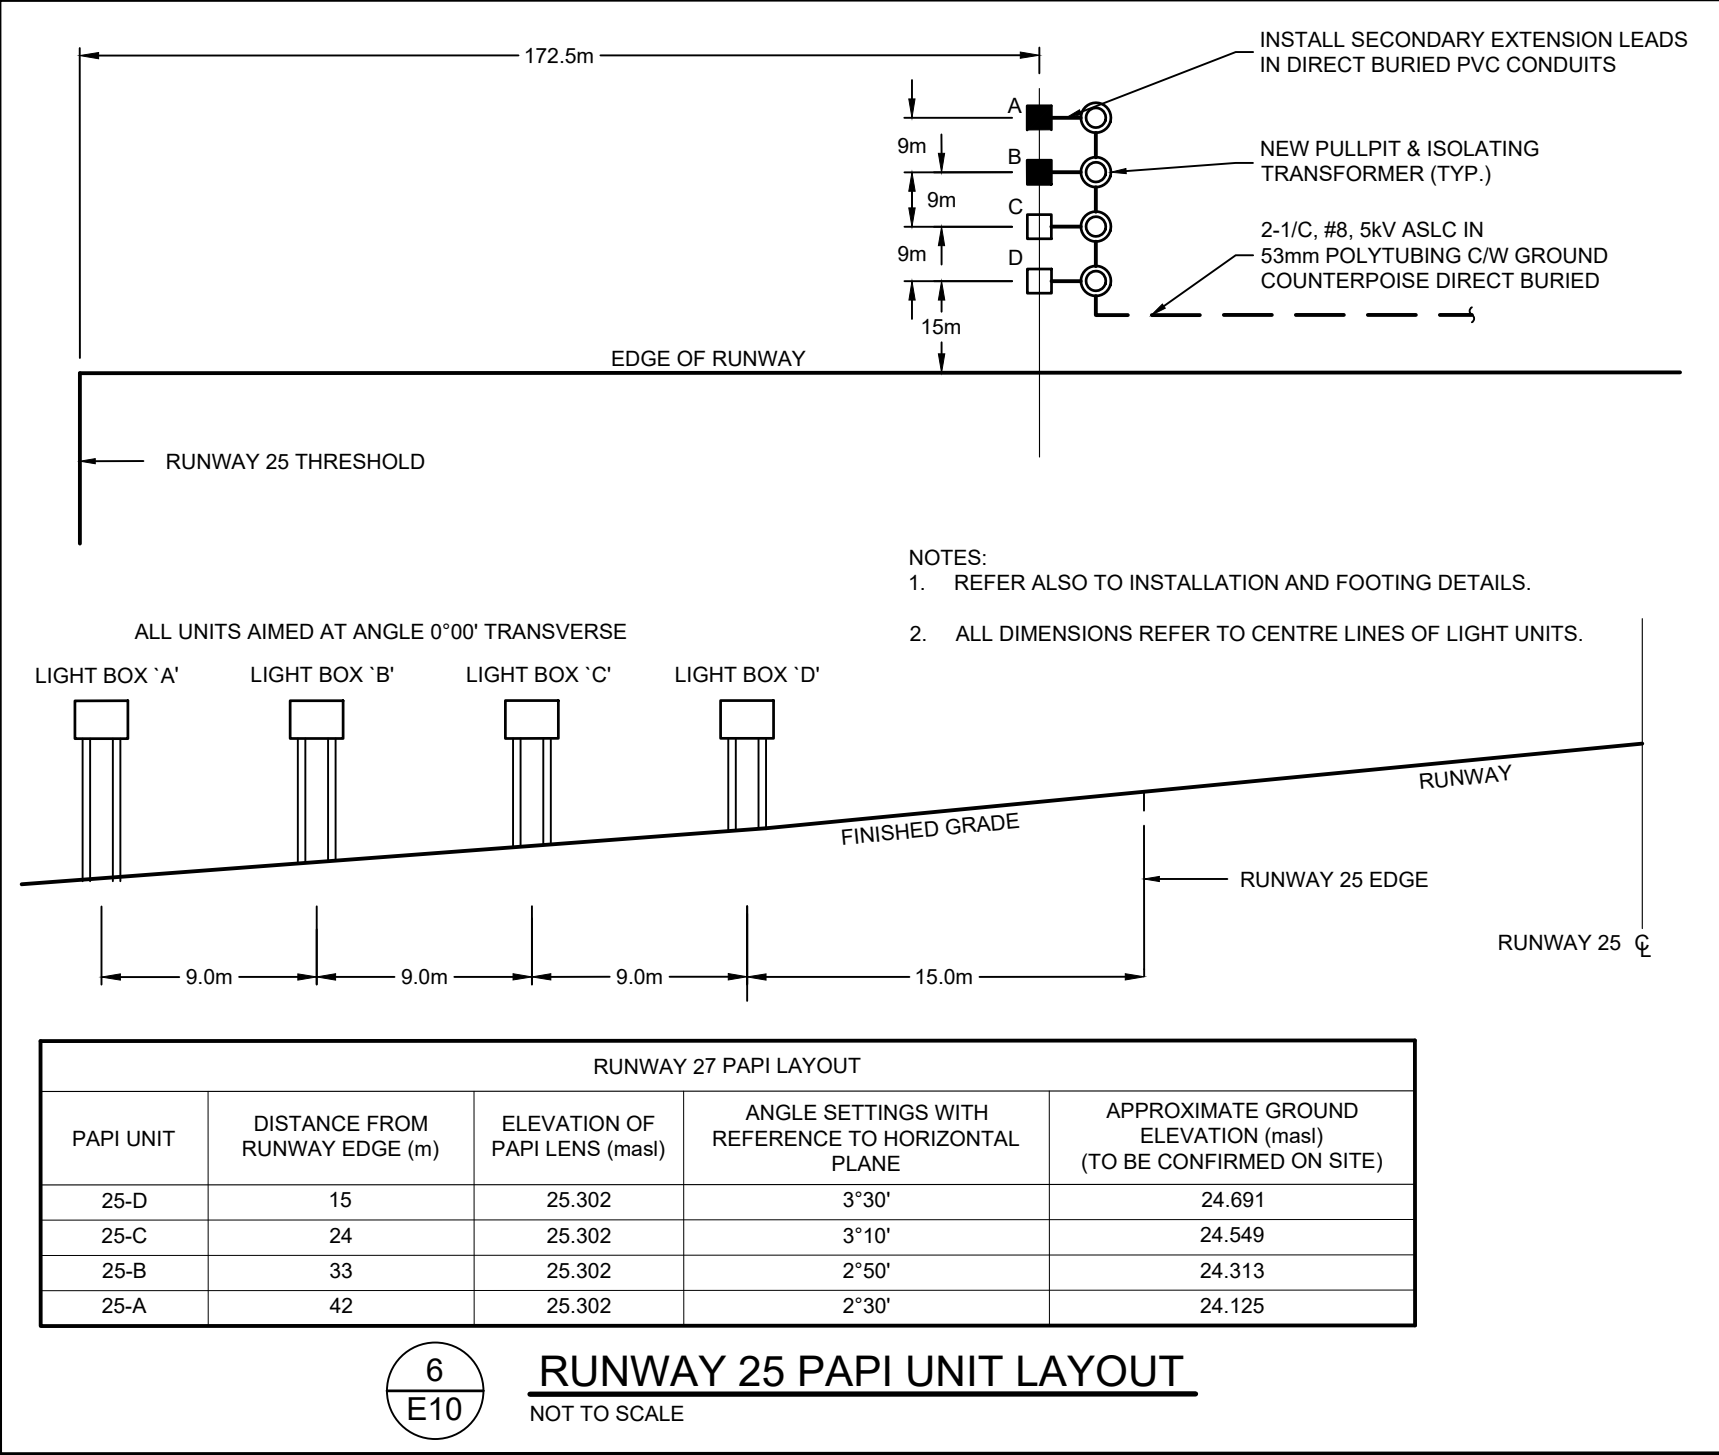 172.5m
INSTALL SECONDARY EXTENSION LEADS
IN DIRECT BURIED PVC CONDUITS
A
9m
B
NEW PULLPIT & ISOLATING
TRANSFORMER (TYP.)
9m
C
9m
D
2-1/C, #8, 5kV ASLC IN
53mm POLYTUBING C/W GROUND
COUNTERPOISE DIRECT BURIED
15m
EDGE OF RUNWAY
RUNWAY 25 THRESHOLD
NOTES:
1. REFER ALSO TO INSTALLATION AND FOOTING DETAILS.
2. ALL DIMENSIONS REFER TO CENTRE LINES OF LIGHT UNITS.
ALL UNITS AIMED AT ANGLE 0°00' TRANSVERSE
LIGHT BOX `A' LIGHT BOX `B' LIGHT BOX `C' LIGHT BOX `D'
FINISHED GRADE
RUNWAY
RUNWAY 25 EDGE
RUNWAY 25 ℄
9.0m 9.0m 9.0m 15.0m
RUNWAY 27 PAPI LAYOUT
PAPI UNIT
DISTANCE FROM
RUNWAY EDGE (m)
ELEVATION OF
PAPI LENS (masl)
ANGLE SETTINGS WITH
REFERENCE TO HORIZONTAL
PLANE
APPROXIMATE GROUND
ELEVATION (masl)
(TO BE CONFIRMED ON SITE)
25-D 15 25.302 3°30' 24.691
25-C 24 25.302 3°10' 24.549
25-B 33 25.302 2°50' 24.313
25-A 42 25.302 2°30' 24.125
6
E10
RUNWAY 25 PAPI UNIT LAYOUT
NOT TO SCALE